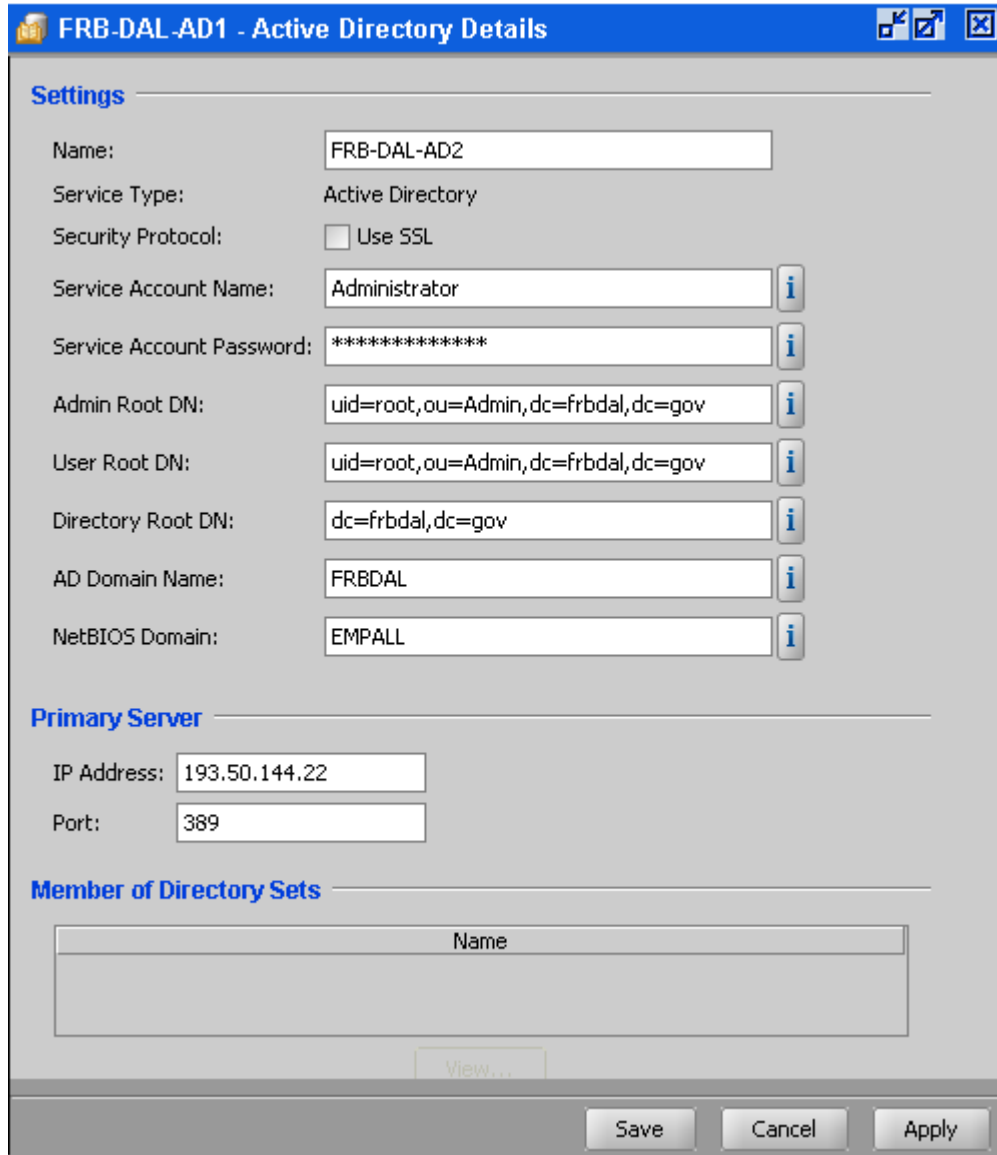 FRB-DAL-AD1 - Active Directory Details
Settings
Name: FRB-DAL-AD2
Service Type: Active Directory
Security Protocol: Use SSL
Service Account Name: Administrator i
Service Account Password: ************* i
Admin Root DN: uid=root,ou=Admin,dc=frbdal,dc=gov i
User Root DN: uid=root,ou=Admin,dc=frbdal,dc=gov i
Directory Root DN: dc=frbdal,dc=gov i
AD Domain Name: FRBDAL i
NetBIOS Domain: EMPALL i
Primary Server
IP Address: 193.50.144.22
Port: 389
Member of Directory Sets
Name
View...
Save Cancel Apply